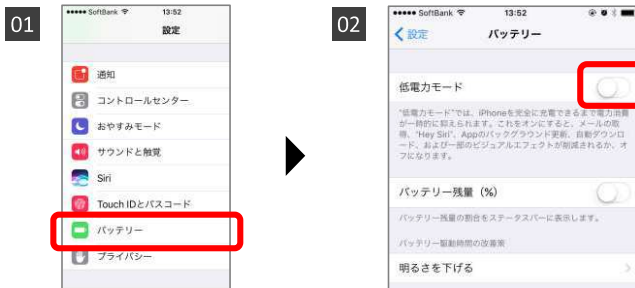 01
SoftBank 13:52
設定
通知
コントロールセンター
おやすみモード
サウンドと触覚
Siri
Touch IDとパスコード
バッテリー
プライバシー
02
SoftBank 13:52
設定 バッテリー
低電力モード
"低電力モード"では、iPhoneを完全に充電できるまで電力消費
が一時的に抑えられます。これをオンにすると、メールの取
得、"Hey Siri"、Appのバックグラウンド更新、自動ダウンロ
ード、および一部のビジュアルエフェクトが削減されるか、オ
フになります。
バッテリー残量（%）
バッテリー残量の割合をステータスバーに表示します。
バッテリー駆動時間の改善策
明るさを下げる